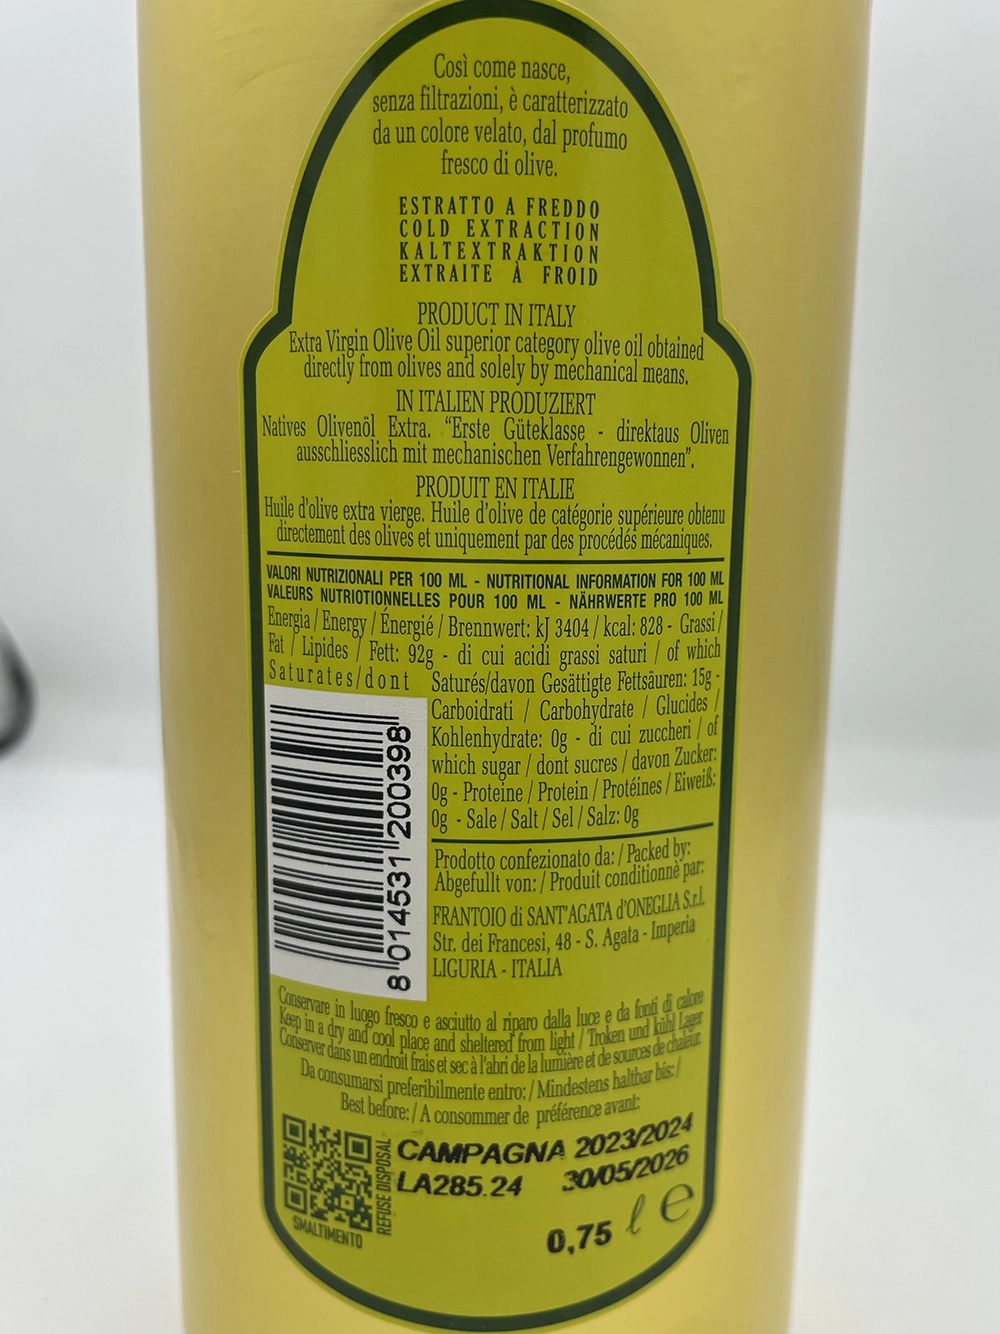 Così come nasce,
senza filtrazioni, è caratterizzato
da un colore velato, dal profumo
fresco di olive.
ESTRATTO A FREDDO
COLD EXTRACTION
KALTEXTRAKTION
EXTRAITE À FROID
PRODUCT IN ITALY
Extra Virgin Olive Oil superior category olive oil obtained
directly from olives and solely by mechanical means.
IN ITALIEN PRODUZIERT
Natives Olivenöl Extra. “Erste Güteklasse - direktaus Oliven
ausschliesslich mit mechanischen Verfahrengewonnen”.
PRODUIT EN ITALIE
Huile d’olive extra vierge. Huile d’olive de catégorie supérieure obtenu
directement des olives et uniquement par des procédés mécaniques.
VALORI NUTRIZIONALI PER 100 ML - NUTRITIONAL INFORMATION FOR 100 ML
VALEURS NUTRIOTIONNELLES POUR 100 ML - NÄHRWERTE PRO 100 ML
Energia / Energy / Énergié / Brennwert: kJ 3404 / kcal: 828 - Grassi /
Fat / Lipides / Fett: 92g - di cui acidi grassi saturi / of which
Saturates/dont Saturés/davon Gesättigte Fettsäuren: 15g -
Carboidrati / Carbohydrate / Glucides /
Kohlenhydrate: 0g - di cui zuccheri / of
which sugar / dont sucres / davon Zucker:
0g - Proteine / Protein / Protéines / Eiweiß:
0g - Sale / Salt / Sel / Salz: 0g
8 014531 200398
Prodotto confezionato da: / Packed by:
Abgefullt von: / Produit conditionnè par:
FRANTOIO di SANT’AGATA d’ONEGLIA S.r.l.
Str. dei Francesi, 48 - S. Agata - Imperia
LIGURIA - ITALIA
Conservare in luogo fresco e asciutto al riparo dalla luce e da fonti di calore
Keep in a dry and cool place and sheltered from light / Troken und kühl Lager
Conserver dans un endroit frais et sec à l’abri de la lumière et de sources de chaleur.
Da consumarsi preferibilmente entro: / Mindestens haltbar bis: /
Best before: / A consommer de préférence avant:
CAMPAGNA 2023/2024
LA285.24 30/05/2026
REFUSE DISPOSAL
SMALTIMENTO
0,75 ℓ e